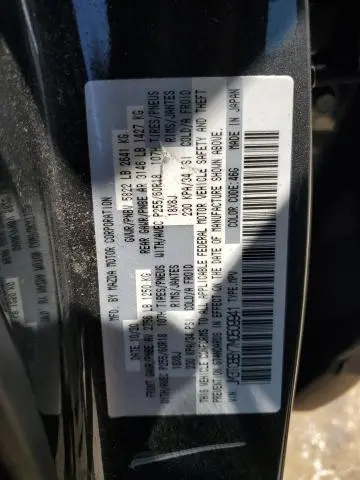 MFD BY MAZDA MOTOR CORPORATION
10/20 GVWR/PNBV 5822 LB 2641 KG
FRONT GAWR/PNBE AV 2756 LB 1250 KG REAR GAWR/PNBE AR 3146 LB 1427 KG
WITH/AVEC P255/60R18 107H TIRES/PNEUS WITH/AVEC P255/60R18 107H TIRES/PNEUS
18X8J RIMS/JANTES 18X8J RIMS/JANTES
230 KPA/34 PSI COLD/A FROID 230 KPA/34 PSI COLD/A FROID
THIS VEHICLE CONFORMS TO ALL APPLICABLE FEDERAL MOTOR VEHICLE SAFETY AND THEFT
PREVENTION STANDARDS IN EFFECT ON THE DATE OF MANUFACTURE SHOWN ABOVE.
VIN: TYPE: MPV COLOR CODE: 46G
MADE IN JAPAN